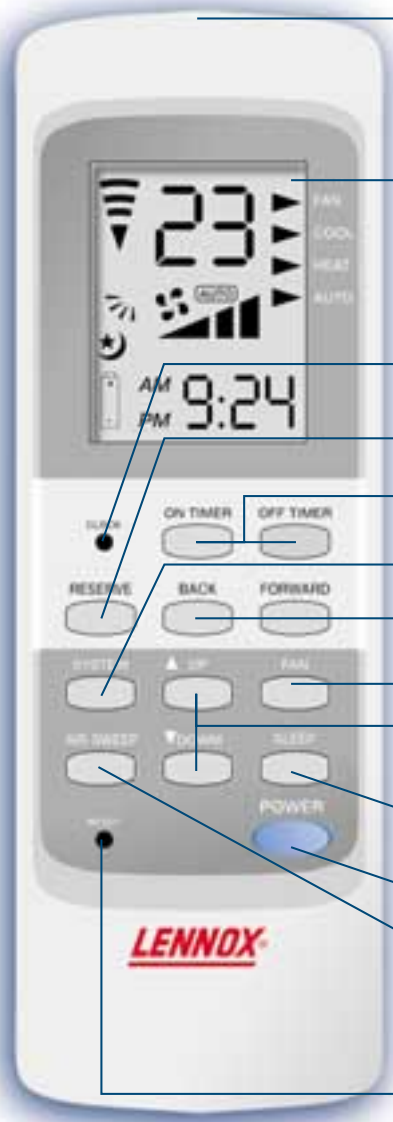 23
FAN
COOL
HEAT
AUTO
AUTO
AM
PM 9:24
ON TIMER OFF TIMER
CLOCK
RESERVE BACK FORWARD
SYSTEM ▲ UP FAN
AIR SWEEP ▼ DOWN SLEEP
POWER
RESET
LENNOX